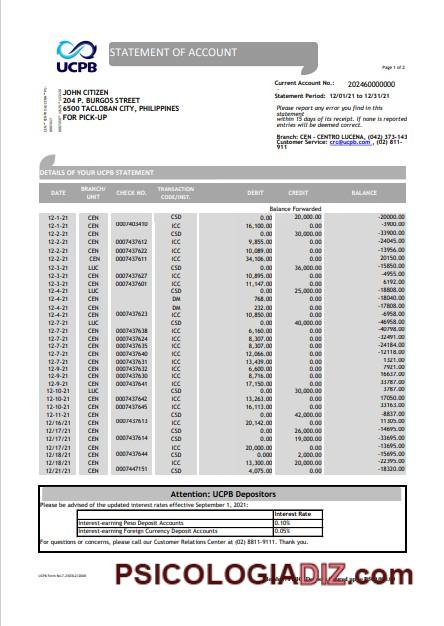 UCPB
STATEMENT OF ACCOUNT
Page 1 of 2
Current Account No.: 202460000000
Statement Period: 12/01/21 to 12/31/21
JOHN CITIZEN
204 P. BURGOS STREET
6500 TACLOBAN CITY, PHILIPPINES
FOR PICK-UP
Please report any error you find in this
statement
within 15 days of its receipt. If none is reported
entries will be deemed correct.
Branch: CEN - CENTRO LUCENA, (042) 373-143
Customer Service: crc@ucpb.com , (02) 811-
911
DETAILS OF YOUR UCPB STATEMENT
DATE BRANCH/UNIT CHECK NO. TRANSACTION CODE/INST. DEBIT CREDIT BALANCE
Balance Forwarded
12-1-21 CEN CSD 0.00 20,000.00 -20000.00
12-1-21 CEN 0007403410 ICC 16,100.00 0.00 -3900.00
12-2-21 CEN CSD 0.00 30,000.00 -33900.00
12-2-21 CEN 0007437612 ICC 9,855.00 0.00 -24045.00
12-2-21 CEN 0007437622 ICC 10,089.00 0.00 -13956.00
12-2-21 CEN 0007437611 ICC 34,106.00 0.00 20150.00
12-3-21 LUC CSD 0.00 36,000.00 -15850.00
12-3-21 CEN 0007437627 ICC 10,895.00 0.00 -4955.00
12-3-21 CEN 0007437601 ICC 11,147.00 0.00 6192.00
12-4-21 LUC CSD 0.00 25,000.00 -18808.00
12-4-21 CEN DM 768.00 0.00 -18040.00
12-4-21 CEN DM 232.00 0.00 -17808.00
12-4-21 CEN 0007437623 ICC 10,850.00 0.00 -6958.00
12-7-21 LUC CSD 0.00 40,000.00 -46958.00
12-7-21 CEN 0007437638 ICC 6,160.00 0.00 -40798.00
12-7-21 CEN 0007437624 ICC 8,307.00 0.00 -32491.00
12-7-21 CEN 0007437635 ICC 8,307.00 0.00 -24184.00
12-7-21 CEN 0007437640 ICC 12,066.00 0.00 -12118.00
12-7-21 CEN 0007437631 ICC 13,439.00 0.00 1321.00
12-9-21 CEN 0007437632 ICC 6,600.00 0.00 7921.00
12-9-21 CEN 0007437630 ICC 8,716.00 0.00 16637.00
12-9-21 CEN 0007437641 ICC 17,150.00 0.00 33787.00
12-10-21 LUC CSD 0.00 30,000.00 3787.00
12-10-21 CEN 0007437642 ICC 13,263.00 0.00 17050.00
12-10-21 CEN 0007437645 ICC 16,113.00 0.00 33163.00
12-11-21 CEN CSD 0.00 42,000.00 -8837.00
12/16/21 CEN 0007437613 ICC 20,142.00 0.00 11305.00
12/17/21 CEN CSD 0.00 26,000.00 -14695.00
12/17/21 CEN 0007437614 CSD 0.00 19,000.00 -33695.00
12/17/21 CEN ICC 20,000.00 0.00 -13695.00
12/18/21 CEN 0007437644 CSD 0.000 2,000.00 -15695.00
12/18/21 CEN ICC 13,300.00 20,000.00 -22395.00
12/21/21 CEN 0007447151 ICC 4,075.00 0.00 -18320.00
Attention: UCPB Depositors
Please be advised of the updated interest rates effective September 1, 2021:
Interest Rate
Interest-earning Peso Deposit Accounts 0.10%
Interest-earning Foreign Currency Deposit Accounts 0.05%
For questions or concerns, please call our Customer Relations Center at (02) 8811-9111. Thank you.
PSICOLOGIADIZ.com